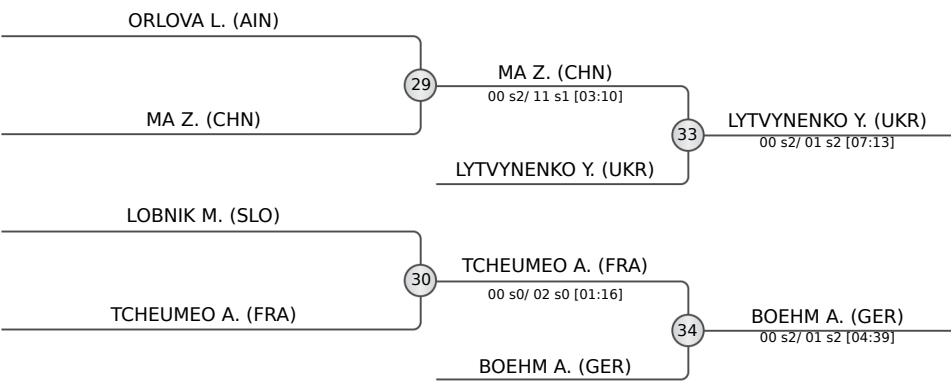 ORLOVA L. (AIN)
29
MA Z. (CHN)
00 s2/ 11 s1 [03:10]
MA Z. (CHN)
33
LYTVYNENKO Y. (UKR)
00 s2/ 01 s2 [07:13]
LYTVYNENKO Y. (UKR)
LOBNIK M. (SLO)
30
TCHEUMEO A. (FRA)
00 s0/ 02 s0 [01:16]
TCHEUMEO A. (FRA)
34
BOEHM A. (GER)
00 s2/ 01 s2 [04:39]
BOEHM A. (GER)